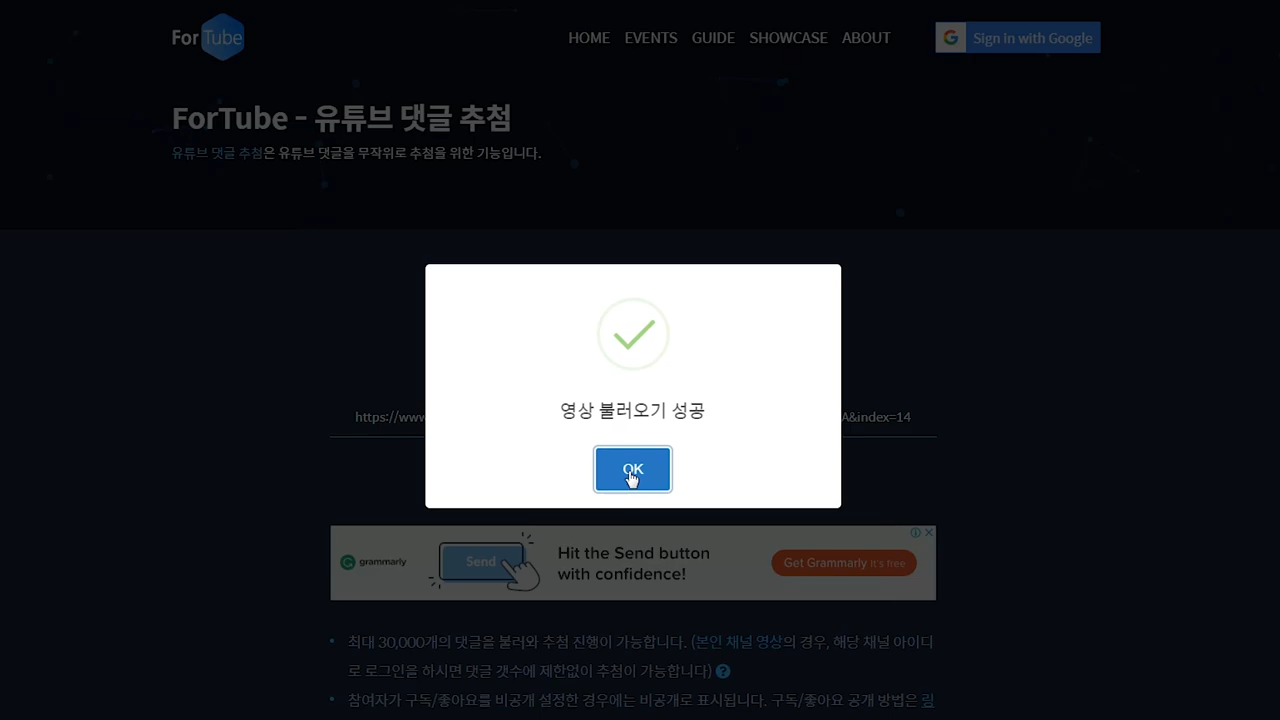 For Tube
HOME EVENTS GUIDE SHOWCASE ABOUT
G Sign in with Google
ForTube - 유튜브 댓글 추첨
유튜브 댓글 추첨은 유튜브 댓글을 무작위로 추첨을 위한 기능입니다.
영상 불러오기 성공
https://www A&index=14
OK
grammarly
Send
Hit the Send button
with confidence!
Get Grammarly It's free
최대 30,000개의 댓글을 불러와 추첨 진행이 가능합니다. (본인 채널 영상의 경우, 해당 채널 아이디
로 로그인을 하시면 댓글 갯수에 제한없이 추첨이 가능합니다) ?
참여자가 구독/좋아요를 비공개 설정한 경우에는 비공개로 표시됩니다. 구독/좋아요 공개 방법은 링